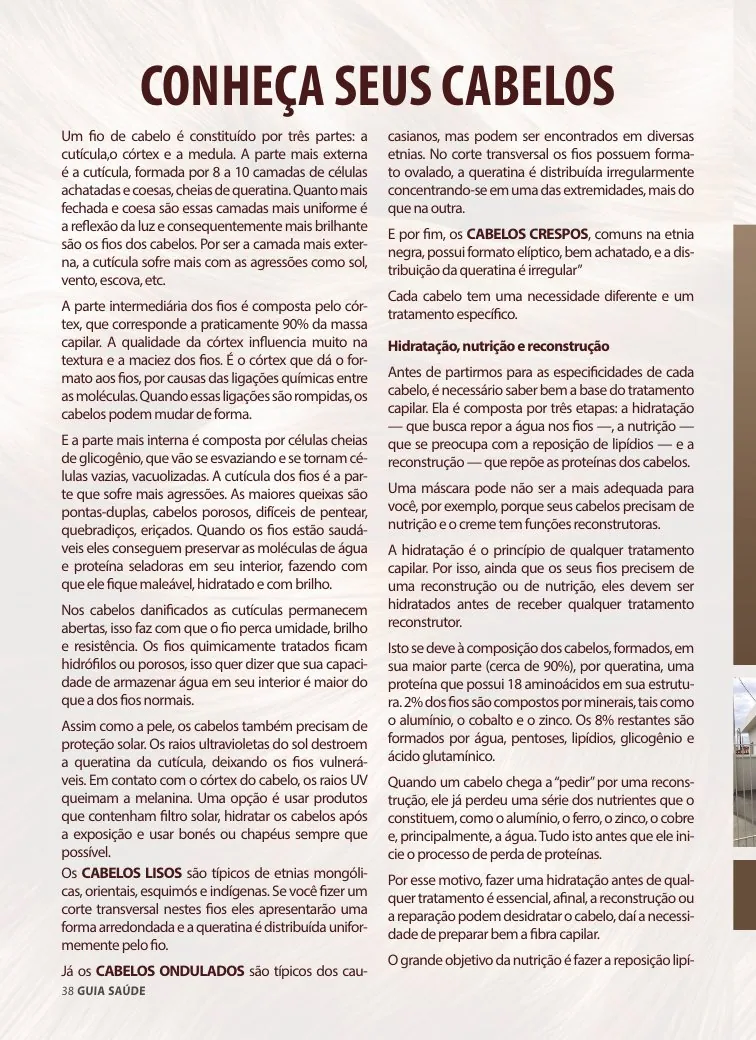 CONHEÇA SEUS CABELOS
Um fio de cabelo é constituído por três partes: a
cutícula,o córtex e a medula. A parte mais externa
é a cutícula, formada por 8 a 10 camadas de células
achatadas e coesas, cheias de queratina. Quanto mais
fechada e coesa são essas camadas mais uniforme é
a reflexão da luz e consequentemente mais brilhante
são os fios dos cabelos. Por ser a camada mais exter-
na, a cutícula sofre mais com as agressões como sol,
vento, escova, etc.
A parte intermediária dos fios é composta pelo cór-
tex, que corresponde a praticamente 90% da massa
capilar. A qualidade da córtex influencia muito na
textura e a maciez dos fios. É o córtex que dá o for-
mato aos fios, por causas das ligações químicas entre
as moléculas. Quando essas ligações são rompidas, os
cabelos podem mudar de forma.
E a parte mais interna é composta por células cheias
de glicogênio, que vão se esvaziando e se tornam cé-
lulas vazias, vacuolizadas. A cutícula dos fios é a par-
te que sofre mais agressões. As maiores queixas são
pontas-duplas, cabelos porosos, difíceis de pentear,
quebradiços, eriçados. Quando os fios estão saudá-
veis eles conseguem preservar as moléculas de água
e proteína seladoras em seu interior, fazendo com
que ele fique maleável, hidratado e com brilho.
Nos cabelos danificados as cutículas permanecem
abertas, isso faz com que o fio perca umidade, brilho
e resistência. Os fios quimicamente tratados ficam
hidrófilos ou porosos, isso quer dizer que sua capaci-
dade de armazenar água em seu interior é maior do
que a dos fios normais.
Assim como a pele, os cabelos também precisam de
proteção solar. Os raios ultravioletas do sol destroem
a queratina da cutícula, deixando os fios vulnerá-
veis. Em contato com o córtex do cabelo, os raios UV
queimam a melanina. Uma opção é usar produtos
que contenham filtro solar, hidratar os cabelos após
a exposição e usar bonés ou chapéus sempre que
possível.
Os CABELOS LISOS são típicos de etnias mongóli-
cas, orientais, esquimós e indígenas. Se você fizer um
corte transversal nestes fios eles apresentarão uma
forma arredondada e a queratina é distribuída unifor-
memente pelo fio.
Já os CABELOS ONDULADOS são típicos dos cau-
casianos, mas podem ser encontrados em diversas
etnias. No corte transversal os fios possuem forma-
to ovalado, a queratina é distribuída irregularmente
concentrando-se em uma das extremidades, mais do
que na outra.
E por fim, os CABELOS CRESPOS, comuns na etnia
negra, possui formato elíptico, bem achatado, e a dis-
tribuição da queratina é irregular”
Cada cabelo tem uma necessidade diferente e um
tratamento específico.
Hidratação, nutrição e reconstrução
Antes de partirmos para as especificidades de cada
cabelo, é necessário saber bem a base do tratamento
capilar. Ela é composta por três etapas: a hidratação
— que busca repor a água nos fios —, a nutrição —
que se preocupa com a reposição de lipídios — e a
reconstrução — que repõe as proteínas dos cabelos.
Uma máscara pode não ser a mais adequada para
você, por exemplo, porque seus cabelos precisam de
nutrição e o creme tem funções reconstrutoras.
A hidratação é o princípio de qualquer tratamento
capilar. Por isso, ainda que os seus fios precisem de
uma reconstrução ou de nutrição, eles devem ser
hidratados antes de receber qualquer tratamento
reconstrutor.
Isto se deve à composição dos cabelos, formados, em
sua maior parte (cerca de 90%), por queratina, uma
proteína que possui 18 aminoácidos em sua estrutu-
ra. 2% dos fios são compostos por minerais, tais como
o alumínio, o cobalto e o zinco. Os 8% restantes são
formados por água, pentoses, lipídios, glicogênio e
ácido glutamínico.
Quando um cabelo chega a “pedir” por uma recons-
trução, ele já perdeu uma série dos nutrientes que o
constituem, como o alumínio, o ferro, o zinco, o cobre
e, principalmente, a água. Tudo isto antes que ele ini-
cie o processo de perda de proteínas.
Por esse motivo, fazer uma hidratação antes de qual-
quer tratamento é essencial, afinal, a reconstrução ou
a reparação podem desidratar o cabelo, daí a necessi-
dade de preparar bem a fibra capilar.
O grande objetivo da nutrição é fazer a reposição lipí-
38 GUIA SAÚDE